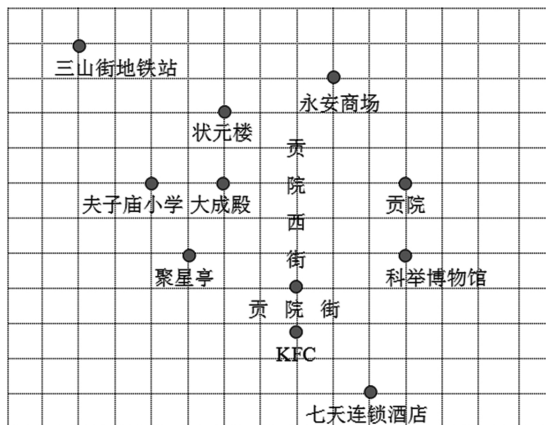 三山街地铁站
永安商场
状元楼
贡院西街
夫子庙小学
大成殿
贡院
聚星亭
科举博物馆
贡院街
KFC
七天连锁酒店